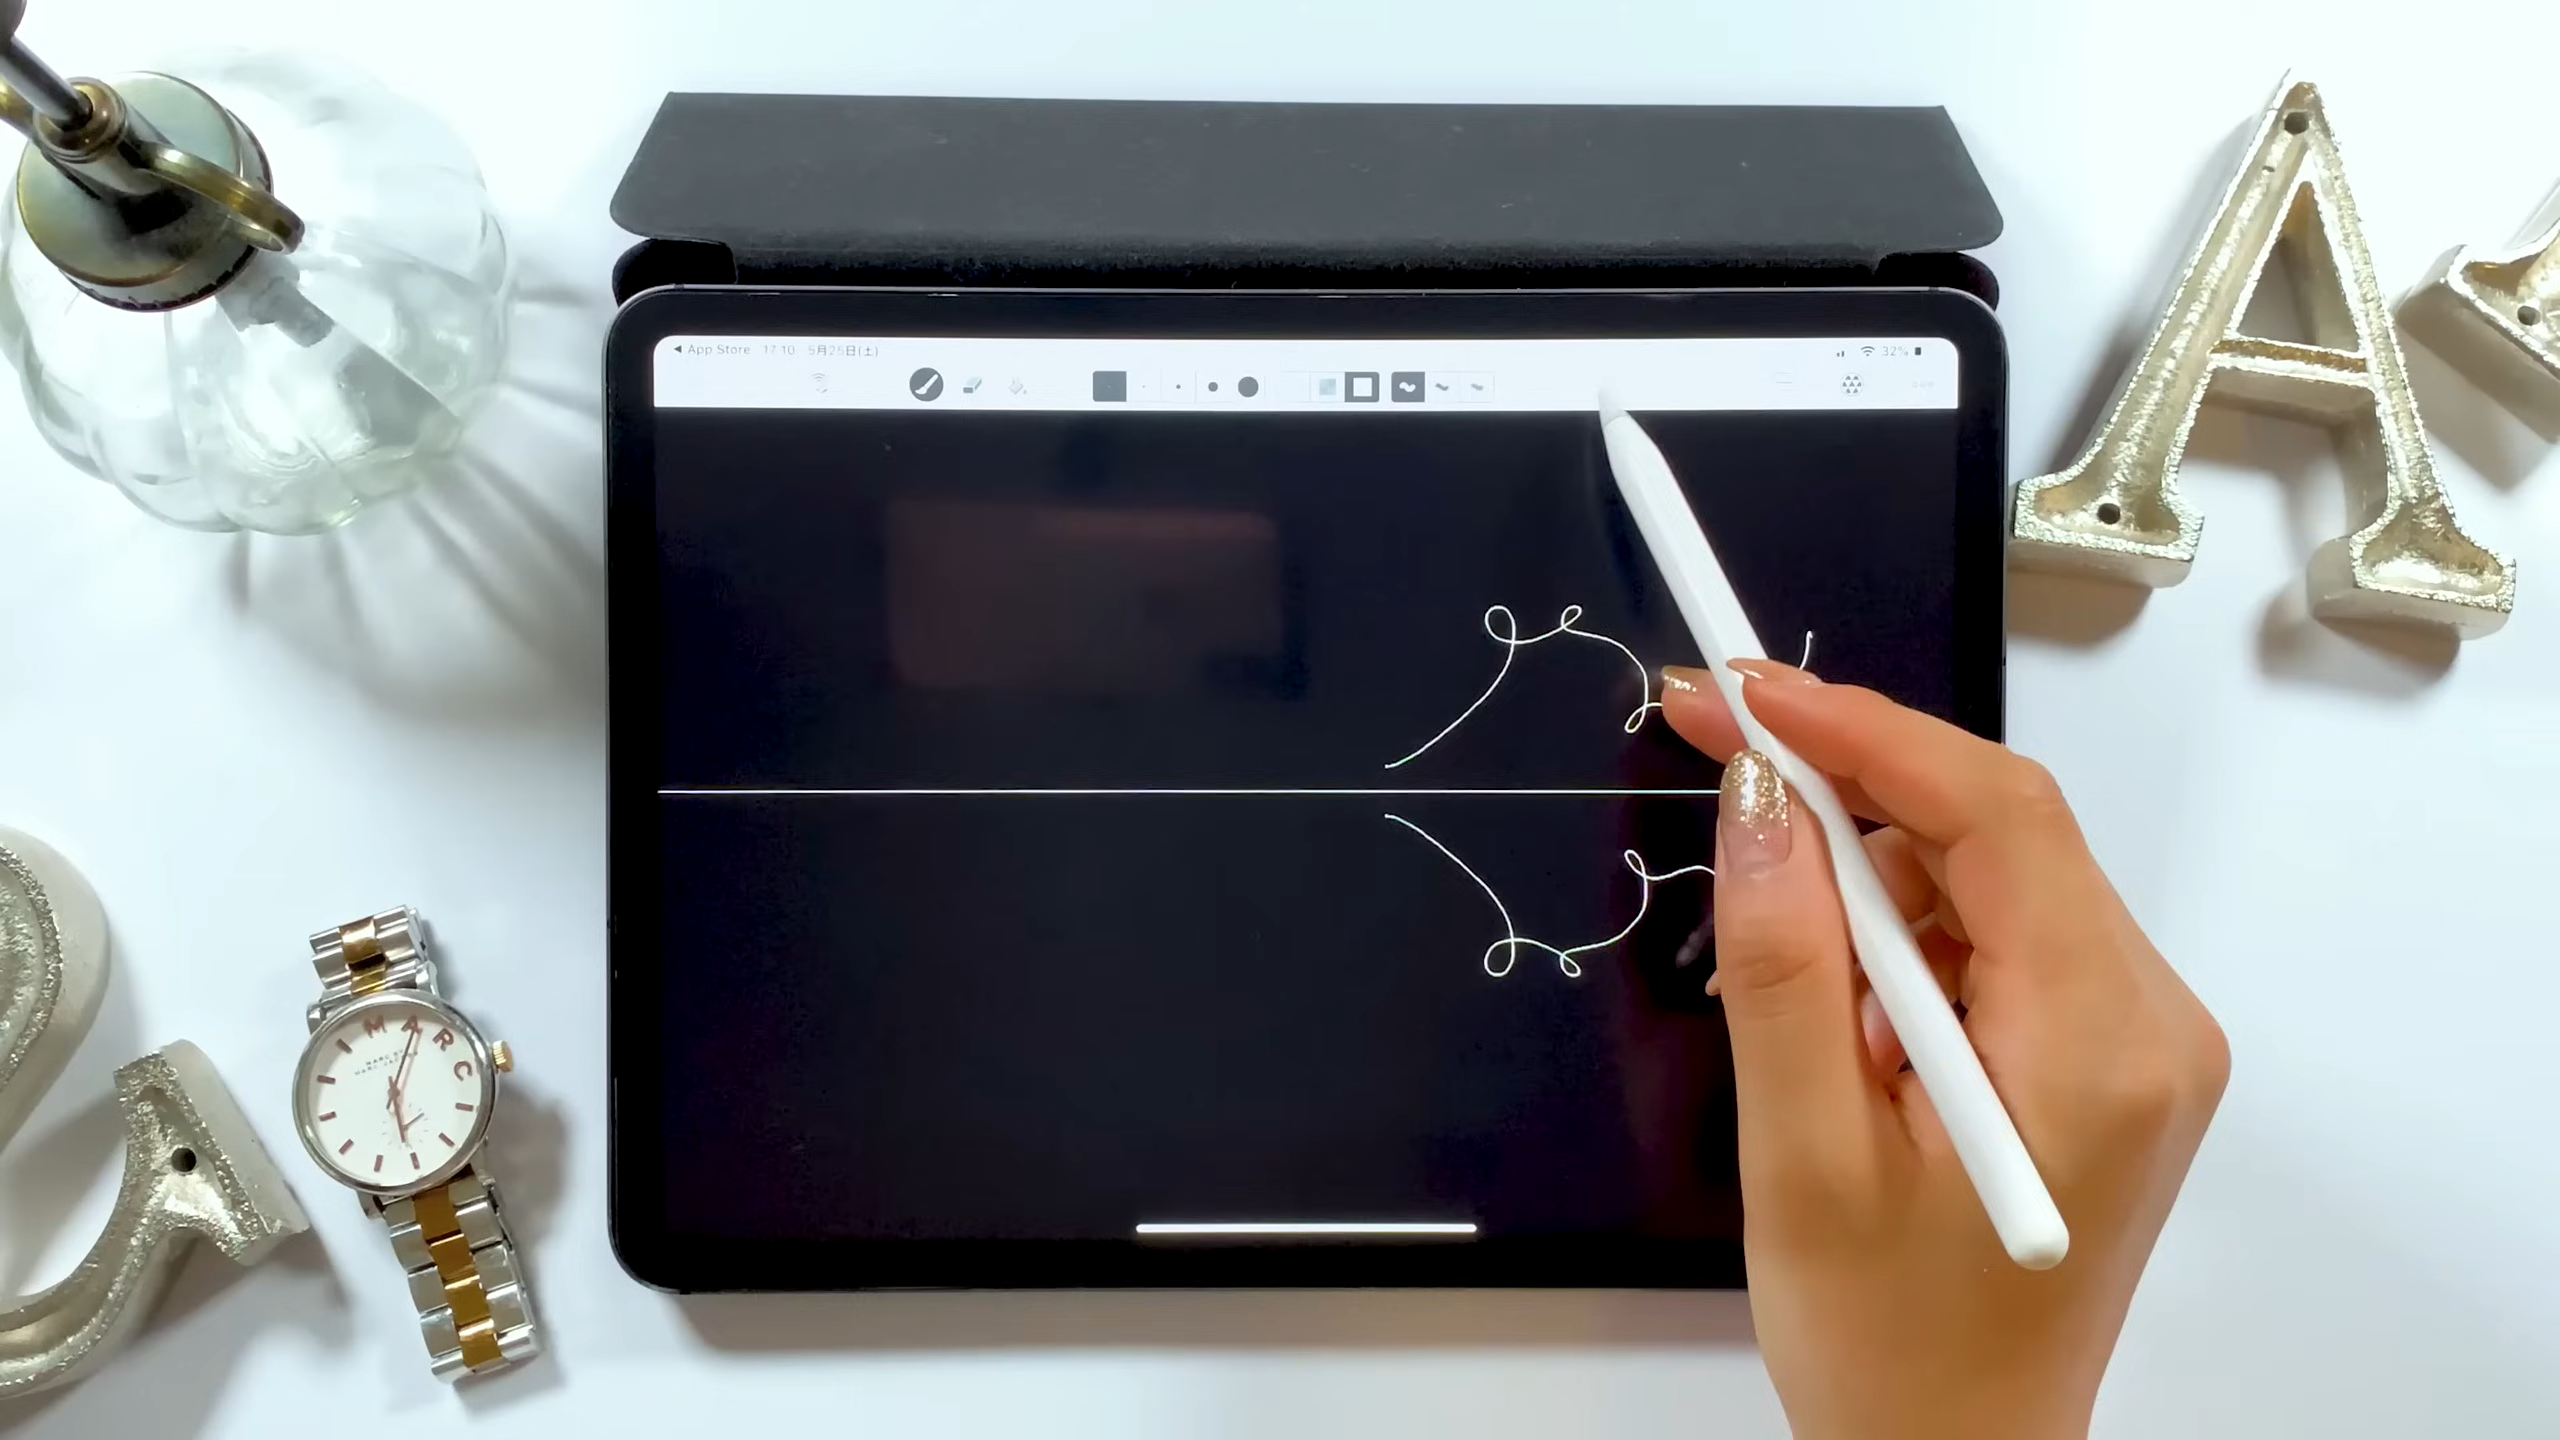 ◀ App Store 17:10 5月25日(土)
32%
A
MARC
MARC BY
MARC JACOBS